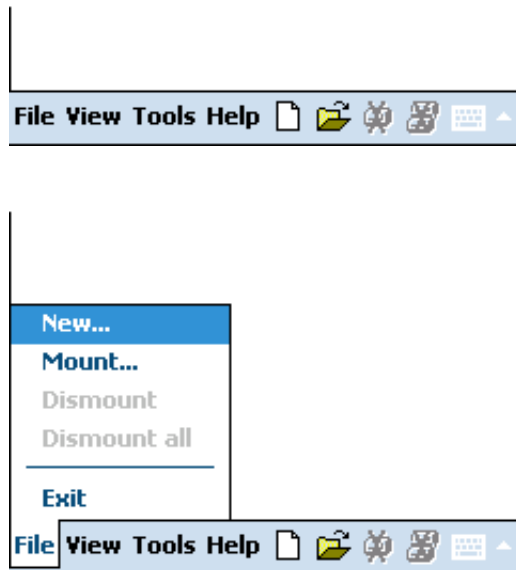 File View Tools Help
New...
Mount...
Dismount
Dismount all
Exit
File View Tools Help